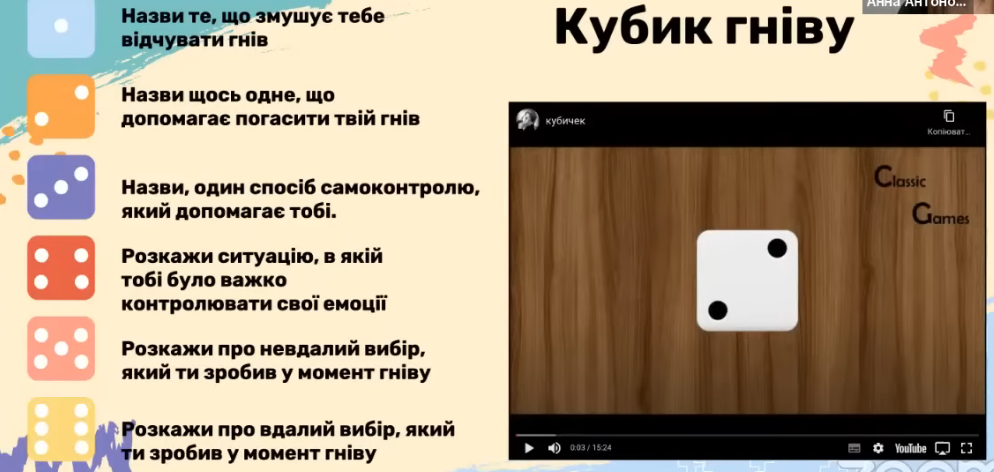 Назви те, що змушує тебе
відчувати гнів
Назви щось одне, що
допомагає погасити твій гнів
Назви, один спосіб самоконтролю,
який допомагає тобі.
Розкажи ситуацію, в якій
тобі було важко
контролювати свої емоції
Розкажи про невдалий вибір,
який ти зробив у момент гніву
Розкажи про вдалий вибір, який
ти зробив у момент гніву
Кубик гніву
Анна Антоно...
кубичек
Копіюват...
Classic
Games
0:03 / 15:24
YouTube
zoom